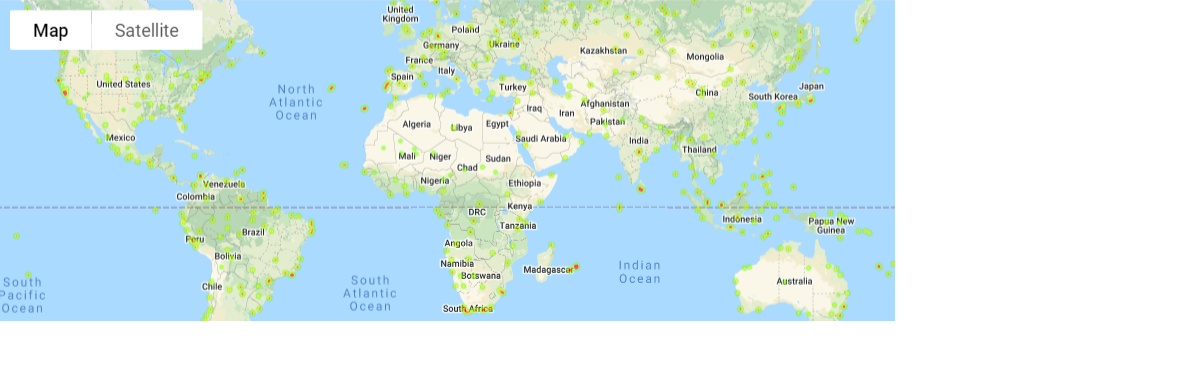 Map
Satellite
United
Kingdom
Poland
Germany
Ukraine
Kazakhstan
Mongolia
France
Italy
Spain
Turkey
United States
North
Atlantic
Ocean
China
South Korea
Japan
Afghanistan
Iraq
Iran
Pakistan
Algeria
Libya
Egypt
Saudi Arabia
India
Mexico
Thailand
Mali
Niger
Chad
Sudan
Nigeria
Ethiopia
Venezuela
Colombia
DRC
Kenya
Tanzania
Indonesia
Papua New
Guinea
Peru
Brazil
Bolivia
Angola
Namibia
Botswana
Madagascar
Indian
Ocean
Australia
Chile
South
Pacific
Ocean
South
Atlantic
Ocean
South Africa